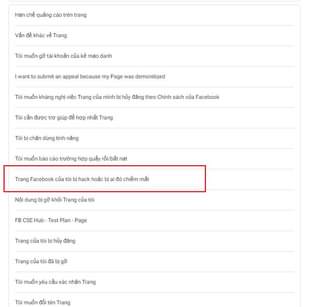 Hạn chế quảng cáo trên trang
Vấn đề khác về Trang
Tôi muốn gỡ tài khoản của kẻ mạo danh
I want to submit an appeal because my Page was demonitized
Tôi muốn kháng nghị việc Trang của mình bị hủy đăng theo Chính sách của Facebook
Tôi cần được trợ giúp để hợp nhất Trang
Tôi bị chặn dùng tính năng
Tôi muốn báo cáo trường hợp quấy rối bắt nạt
Trang Facebook của tôi bị hack hoặc bị ai đó chiếm mất
Nội dung bị gỡ khỏi Trang của tôi
FB CSE Hub - Test Plan - Page
Trang của tôi bị hủy đăng
Trang của tôi đã bị gỡ
Tôi muốn yêu cầu xác nhận Trang
Tôi muốn đổi tên Trang